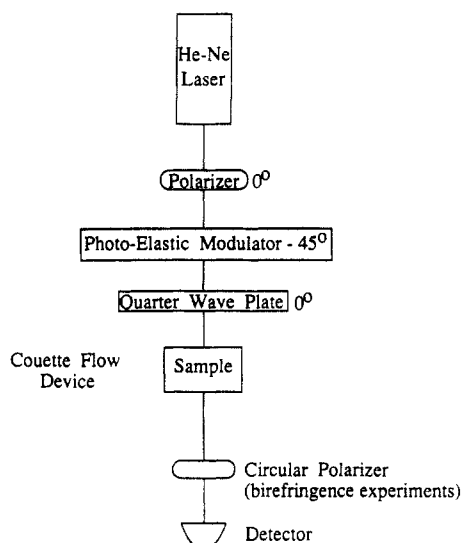 He-Ne
Laser
Polarizer 0°
Photo-Elastic Modulator - 45°
Quarter Wave Plate 0°
Couette Flow
Device
Sample
Circular Polarizer
(birefringence experiments)
Detector